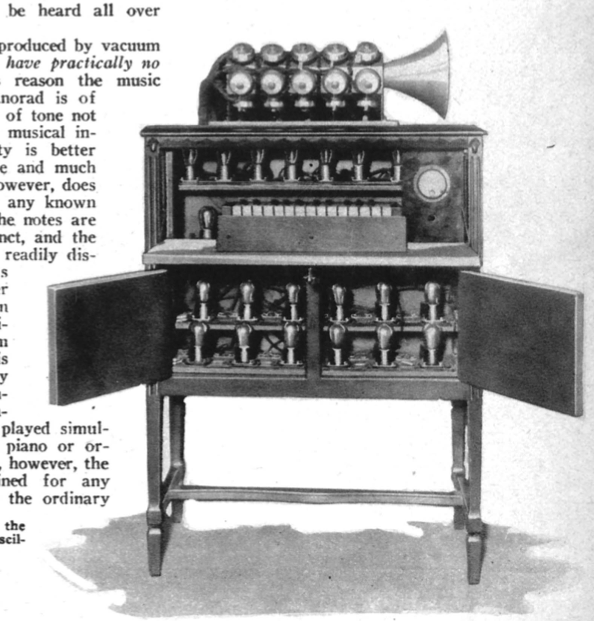 be heard all over
produced by vacuum
have practically no
reason the music
norad is of
of tone not
musical in-
ty is better
e and much
owever, does
any known
he notes are
nct, and the
readily dis-
s
r
n
i-
n
s
y
-
-
played simul-
piano or or-
, however, the
ined for any
the ordinary
the
scil-